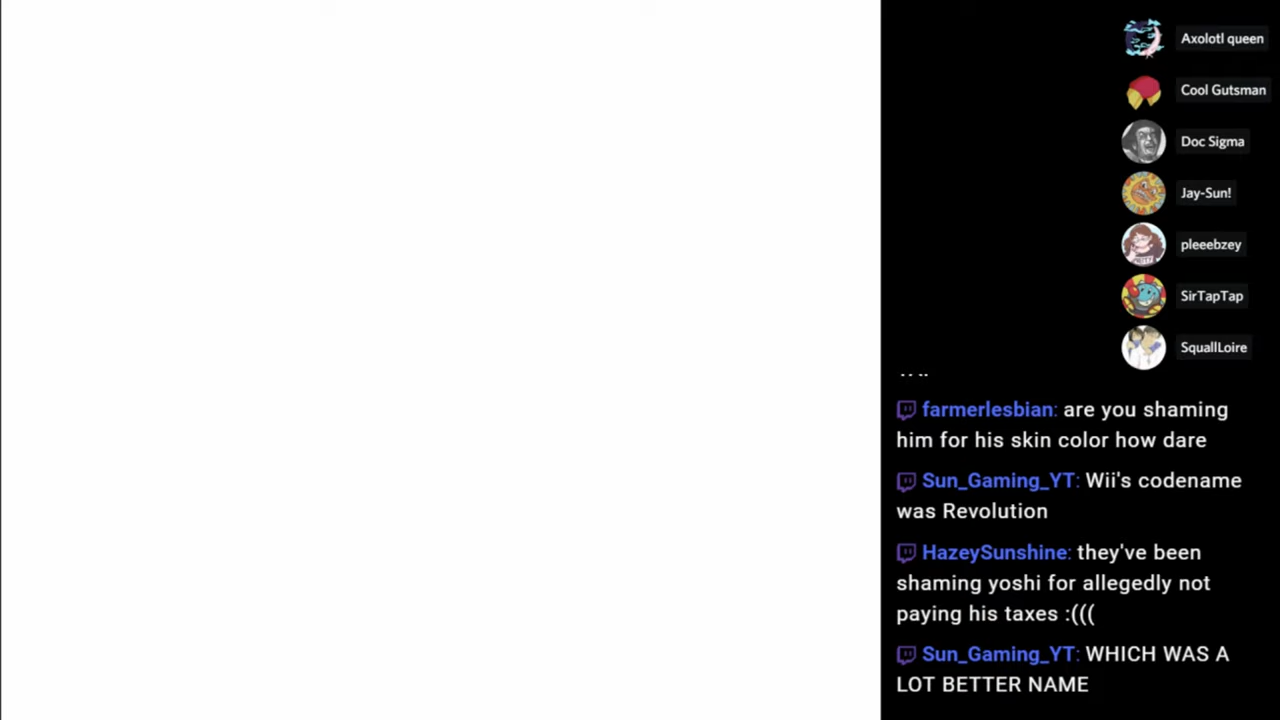 Axolotl queen
Cool Gutsman
Doc Sigma
Jay-Sun!
pleeebzey
SirTapTap
SquallLoire
farmerlesbian: are you shaming
him for his skin color how dare
Sun_Gaming_YT: Wii's codename
was Revolution
HazeySunshine: they've been
shaming yoshi for allegedly not
paying his taxes :(((
Sun_Gaming_YT: WHICH WAS A
LOT BETTER NAME